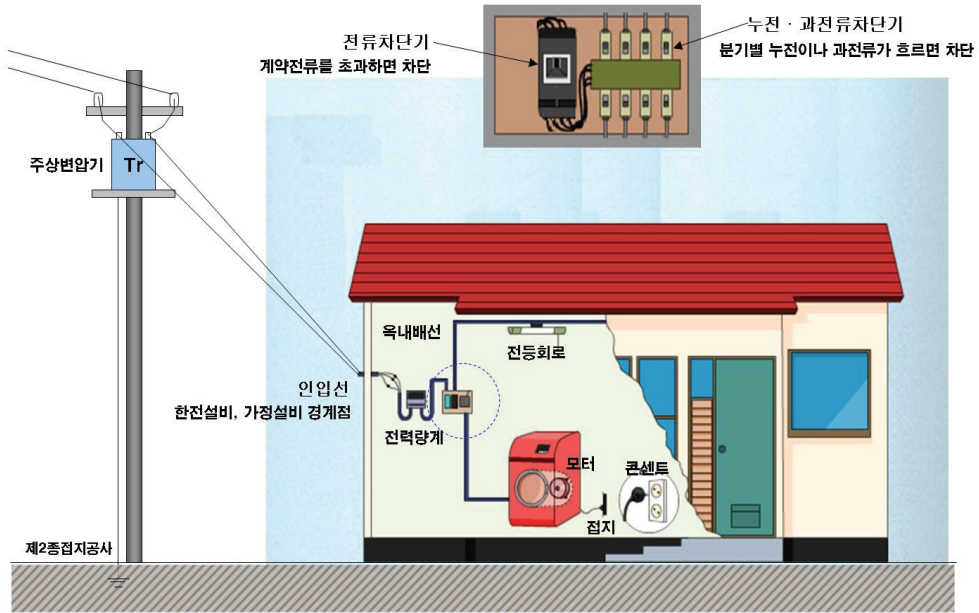 전류차단기
계약전류를 초과하면 차단
누전 · 과전류차단기
분기별 누전이나 과전류가 흐르면 차단
주상변압기
Tr
옥내배선
전등회로
인입선
한전설비, 가정설비 경계점
전력량계
모터
콘센트
접지
제2종접지공사